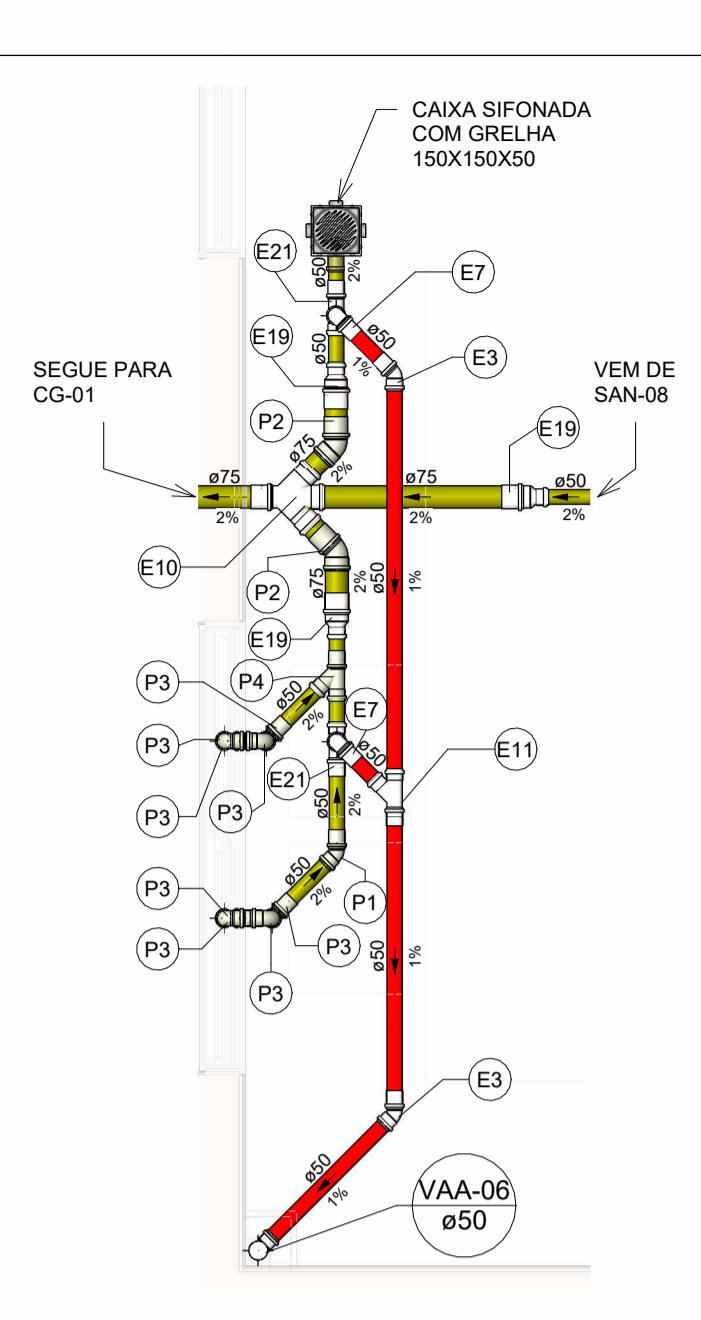 CAIXA SIFONADA
COM GRELHA
150X150X50
E21
ø50
2%
E7
ø50
1%
E19
ø50
E3
SEGUE PARA
CG-01
VEM DE
SAN-08
P2
ø75
2%
E19
ø75
2%
ø75
2%
ø50
2%
E10
P2
ø75
2%
ø50
1%
E19
P3
P4
ø50
2%
E7
ø50
P3
E11
E21
P3
P3
ø50
2%
P3
ø50
2%
P1
P3
P3
P3
ø50
1%
E3
ø50
1%
VAA-06
ø50